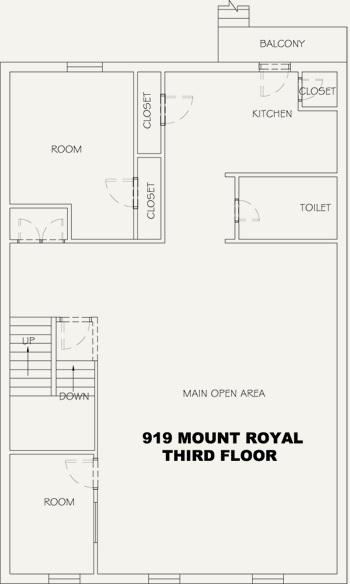 BALCONY
CLOSET
CLOSET
KITCHEN
ROOM
CLOSET
TOILET
UP
DOWN
MAIN OPEN AREA
919 MOUNT ROYAL
THIRD FLOOR
ROOM